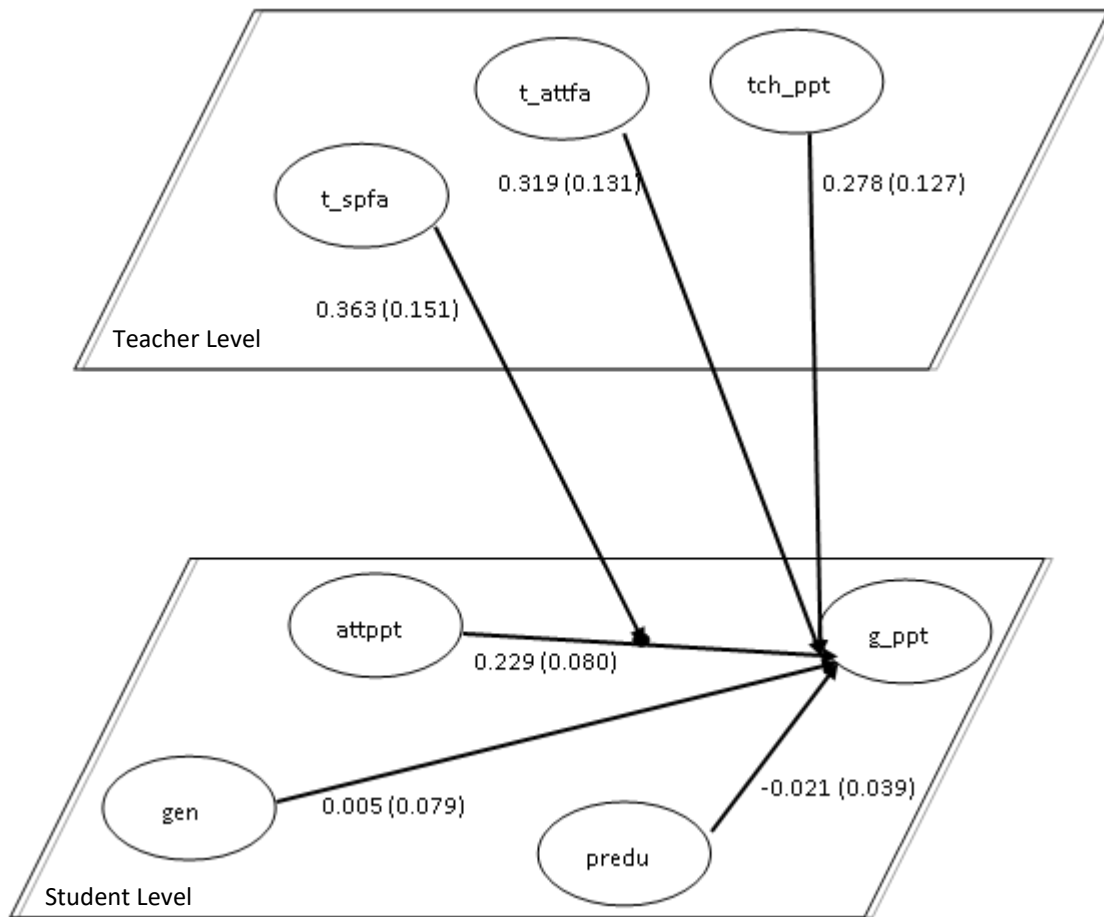 t_attfa
tch_ppt
t_spfa
0.319 (0.131)
0.278 (0.127)
0.363 (0.151)
Teacher Level
attppt
g_ppt
0.229 (0.080)
gen
0.005 (0.079)
-0.021 (0.039)
predu
Student Level